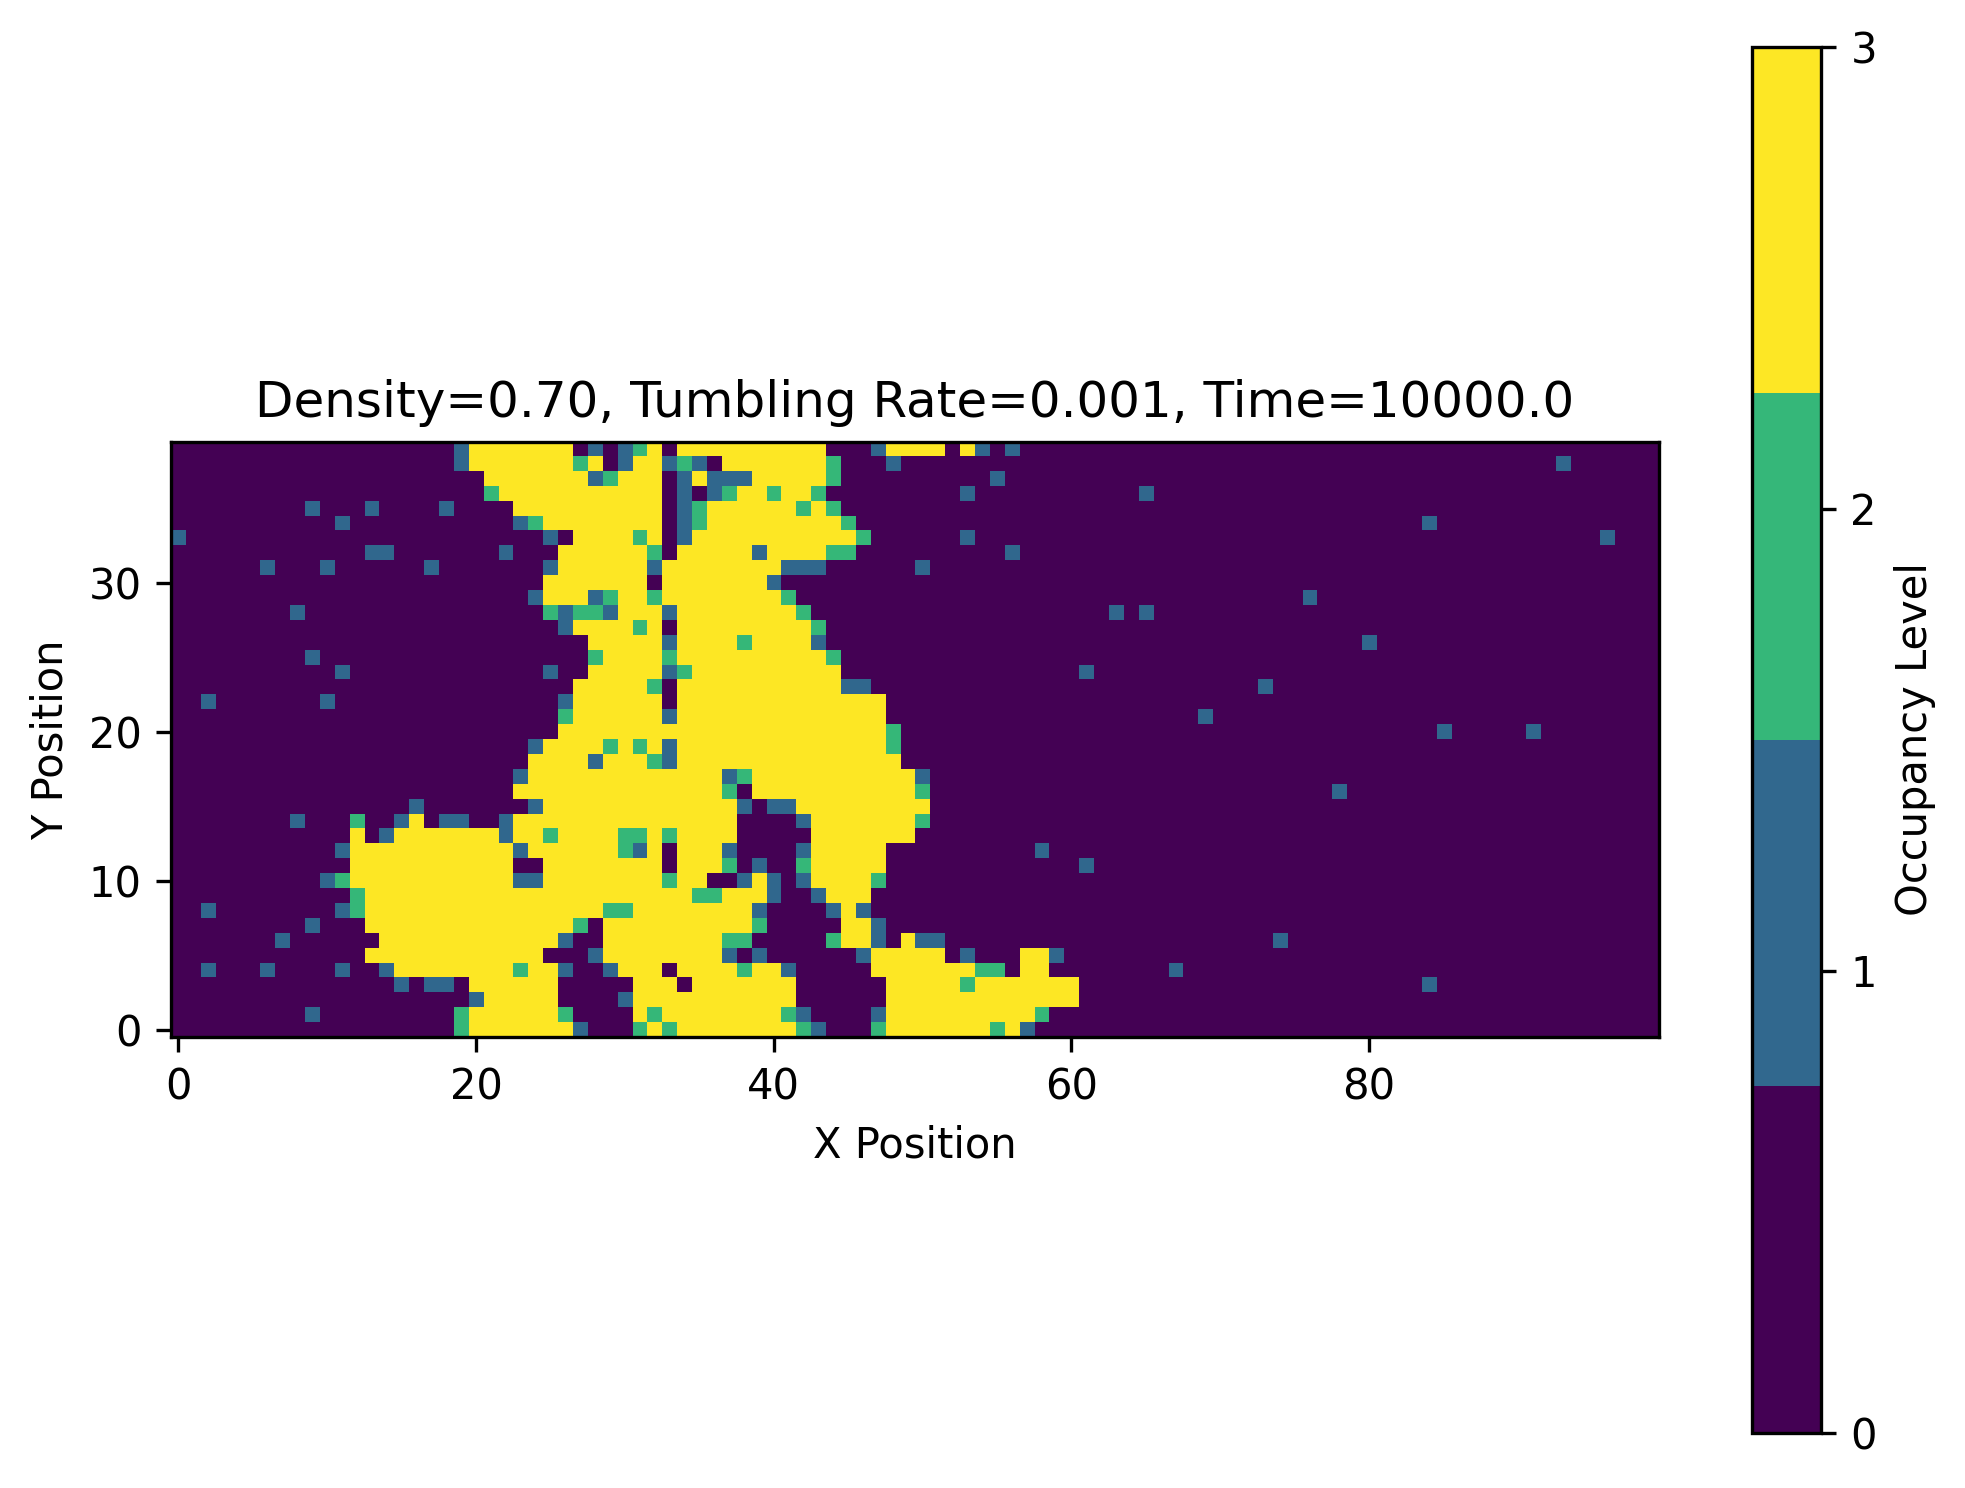 Density=0.70, Tumbling Rate=0.001, Time=10000.0
Y Position
30
20
10
0
0 20 40 60 80
X Position
3
2
1
0
Occupancy Level